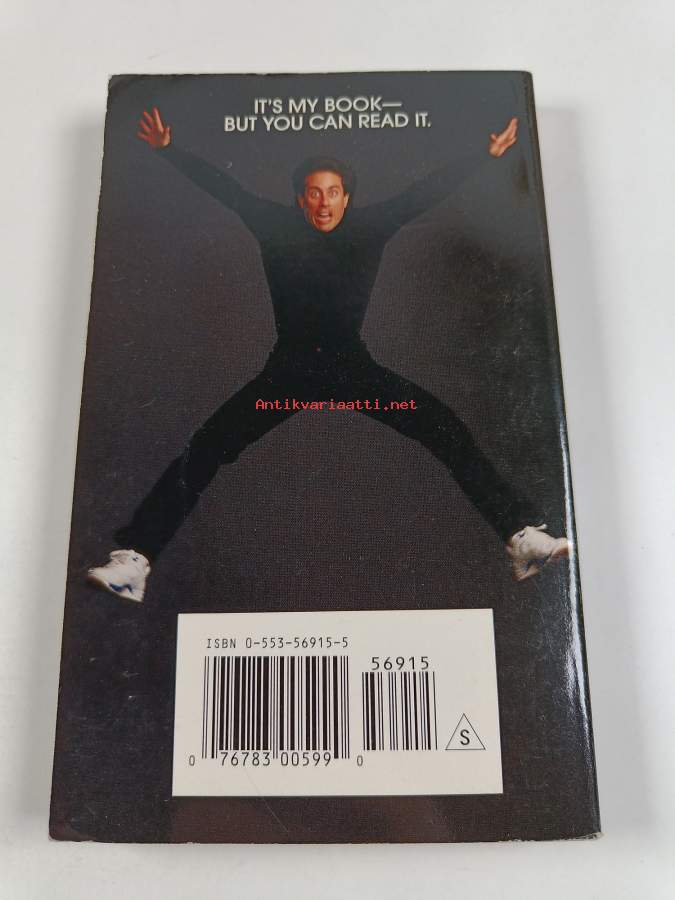 IT'S MY BOOK—
BUT YOU CAN READ IT.
Antikvariaatti.net
ISBN 0-553-56915-5
56915
S
0 76783 00599 0